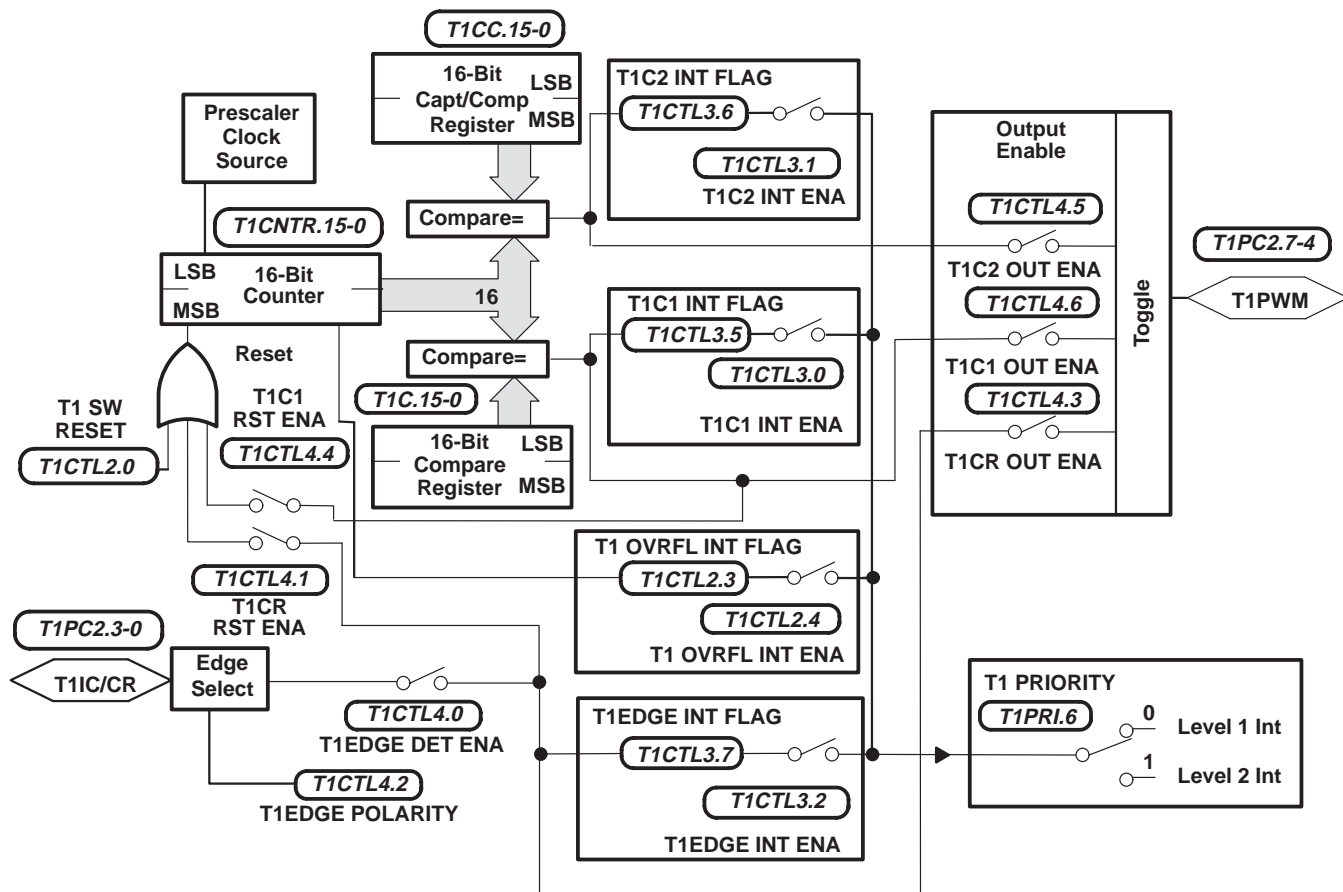 T1CC.15-0
16-Bit
Capt/Comp
Register
LSB
MSB
Prescaler
Clock
Source
T1CNTR.15-0
LSB
MSB
16-Bit
Counter
16
Compare=
Compare=
Reset
T1 SW
RESET
T1CTL2.0
T1C1
RST ENA
T1CTL4.4
T1C.15-0
16-Bit
Compare
Register
LSB
MSB
T1CTL4.1
T1CR
RST ENA
T1PC2.3-0
T1IC/CR
Edge
Select
T1CTL4.0
T1EDGE DET ENA
T1CTL4.2
T1EDGE POLARITY
T1C2 INT FLAG
T1CTL3.6
T1CTL3.1
T1C2 INT ENA
T1C1 INT FLAG
T1CTL3.5
T1CTL3.0
T1C1 INT ENA
T1 OVRFL INT FLAG
T1CTL2.3
T1CTL2.4
T1 OVRFL INT ENA
T1EDGE INT FLAG
T1CTL3.7
T1CTL3.2
T1EDGE INT ENA
Output
Enable
T1CTL4.5
T1C2 OUT ENA
T1CTL4.6
T1C1 OUT ENA
T1CTL4.3
T1CR OUT ENA
Toggle
T1PC2.7-4
T1PWM
T1 PRIORITY
T1PRI.6
0
Level 1 Int
1
Level 2 Int